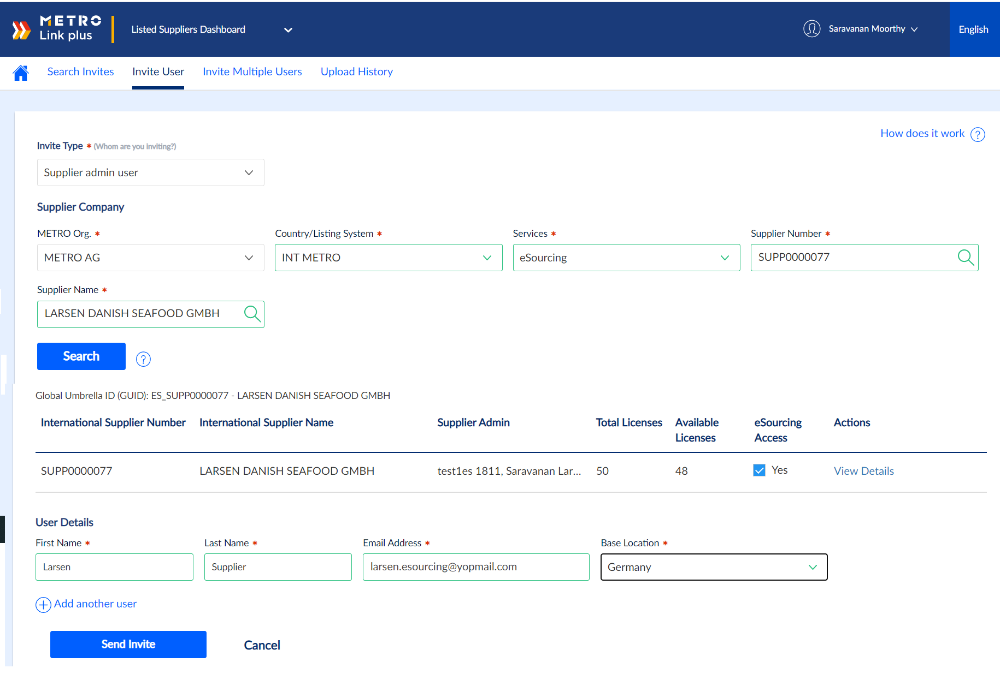 METRO
Link plus
Listed Suppliers Dashboard
Saravanan Moorthy
English
Search Invites
Invite User
Invite Multiple Users
Upload History
How does it work ?
Invite Type * (Whom are you inviting?)
Supplier admin user
Supplier Company
METRO Org. *
Country/Listing System *
Services *
Supplier Number *
METRO AG
INT METRO
eSourcing
SUPP0000077
Supplier Name *
LARSEN DANISH SEAFOOD GMBH
Search ?
Global Umbrella ID (GUID): ES_SUPP0000077 - LARSEN DANISH SEAFOOD GMBH
International Supplier Number
International Supplier Name
Supplier Admin
Total Licenses
Available
Licenses
eSourcing
Access
Actions
SUPP0000077
LARSEN DANISH SEAFOOD GMBH
test1es 1811, Saravanan Lar...
50
48
Yes
View Details
User Details
First Name *
Last Name *
Email Address *
Base Location *
Larsen
Supplier
larsen.esourcing@yopmail.com
Germany
Add another user
Send Invite
Cancel